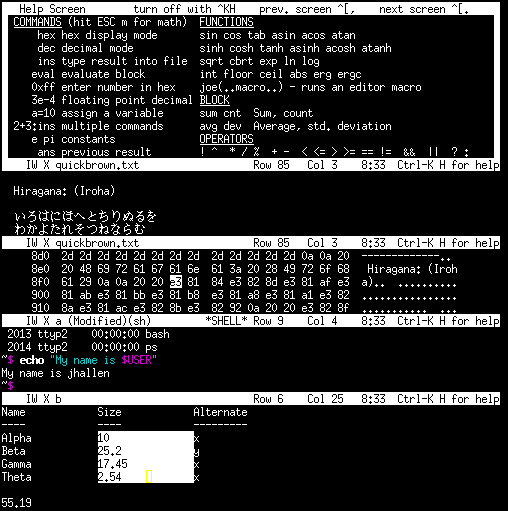 Help Screen turn off with ^KH prev. screen ^[, next screen ^[.
COMMANDS (hit ESC m for math) FUNCTIONS
hex hex display mode sin cos tab asin acos atan
dec decimal mode sinh cosh tanh asinh acosh atanh
ins type result into file sqrt cbrt exp ln log
eval evaluate block int floor ceil abs erg ergc
0xff enter number in hex joe(..macro..) - runs an editor macro
3e-4 floating point decimal BLOCK
a=10 assign a variable sum cnt Sum, count
2+3:ins multiple commands avg dev Average, std. deviation
e pi constants OPERATORS
ans previous result ! ^ * / % + - < <= > >= == != && || ? :
IW X quickbrown.txt Row 85 Col 3 8:33 Ctrl-K H for help
Hiragana: (Iroha)
いろはにほへとちりぬるを
わかよたれそつねならむ
IW X quickbrown.txt Row 85 Col 3 8:33 Ctrl-K H for help
8d0 2d 2d 2d 2d 2d 2d 2d 2d 2d 2d 2d 2d 2d 0a 0a 20 -------------..
8e0 20 48 69 72 61 67 61 6e 61 3a 20 28 49 72 6f 68 Hiragana: (Iroh
8f0 61 29 0a 0a 20 20 e3 81 84 e3 82 8d e3 81 af e3 a).. ..........
900 81 ab e3 81 bb e3 81 b8 e3 81 a8 e3 81 a1 e3 82 ................
910 8a e3 81 ac e3 82 8b e3 82 92 0a 20 20 e3 82 8f ........... ...
IW X a (Modified)(sh) *SHELL* Row 9 Col 4 8:33 Ctrl-K H for help
2013 ttyp2 00:00:00 bash
2014 ttyp2 00:00:00 ps
~$ echo "My name is $USER"
My name is jhallen
~$
IW X b Row 6 Col 25 8:33 Ctrl-K H for help
Name Size Alternate
---- ---- ---------
Alpha 10 x
Beta 25.2 y
Gamma 17.45 x
Theta 2.54 x
55.19